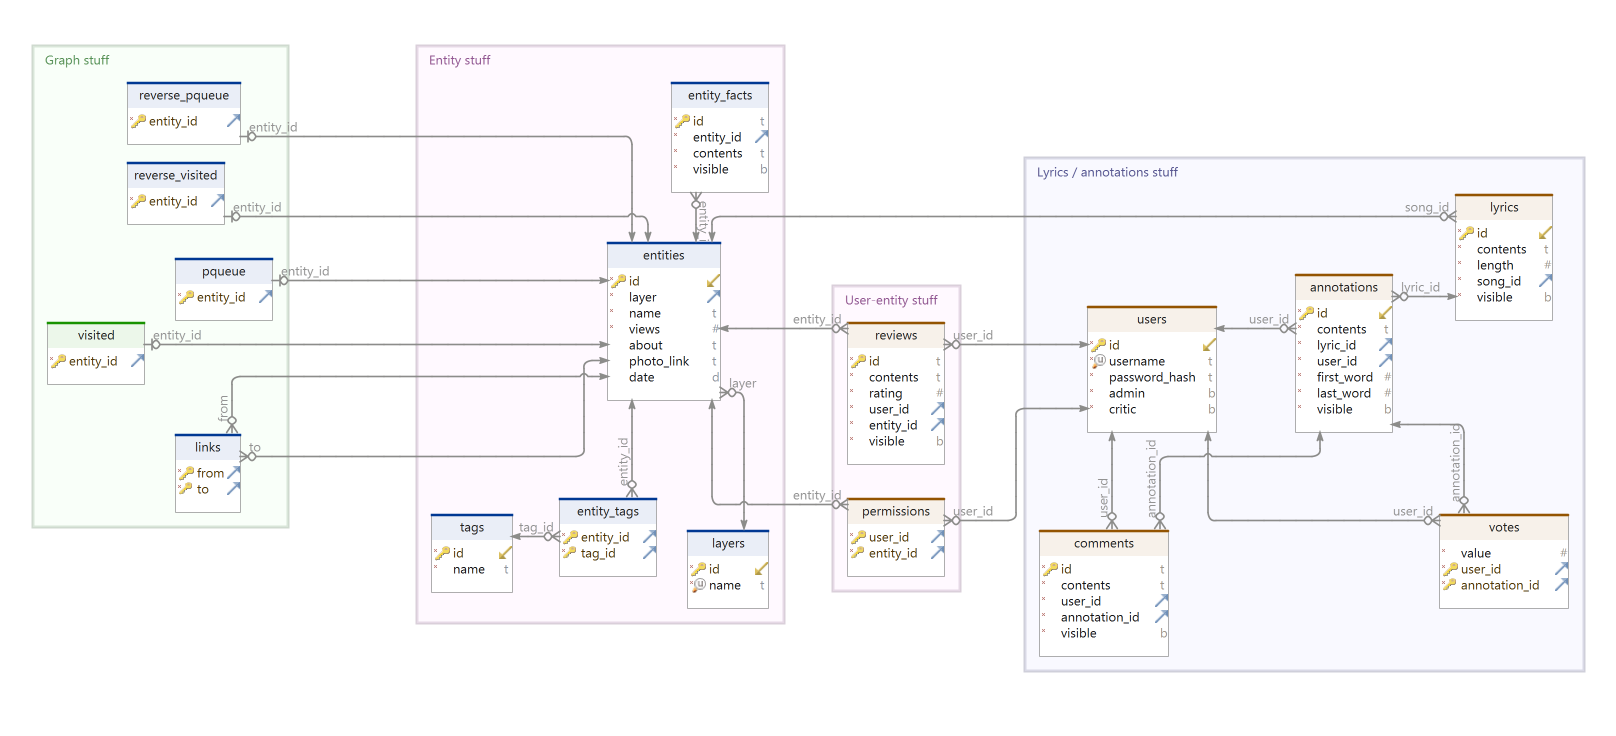 Graph stuff
reverse_pqueue
entity_id
entity_id
reverse_visited
entity_id
entity_id
pqueue
entity_id
entity_id
visited
entity_id
entity_id
from
links
to
from
to
Entity stuff
entity_facts
id t
entity_id
contents t
visible b
entity_i
entities
id
layer
name t
views #
about t
photo_link t
date d
layer
entity_id
tags
id
name t
tag_id
entity_tags
entity_id
tag_id
layers
id
u name t
User-entity stuff
entity_id
reviews
user_id
id t
contents t
rating #
user_id
entity_id
visible b
entity_id
permissions
user_id
user_id
entity_id
Lyrics / annotations stuff
song_id
lyrics
id
contents t
length #
song_id
visible b
annotations
lyric_id
id
contents t
lyric_id
user_id
first_word #
last_word #
visible b
user_id
users
id
u username t
password_hash t
admin b
critic b
user_id
annotation_id
annotation_id
comments
id t
contents t
user_id
annotation_id
visible b
user_id
votes
value #
user_id
annotation_id